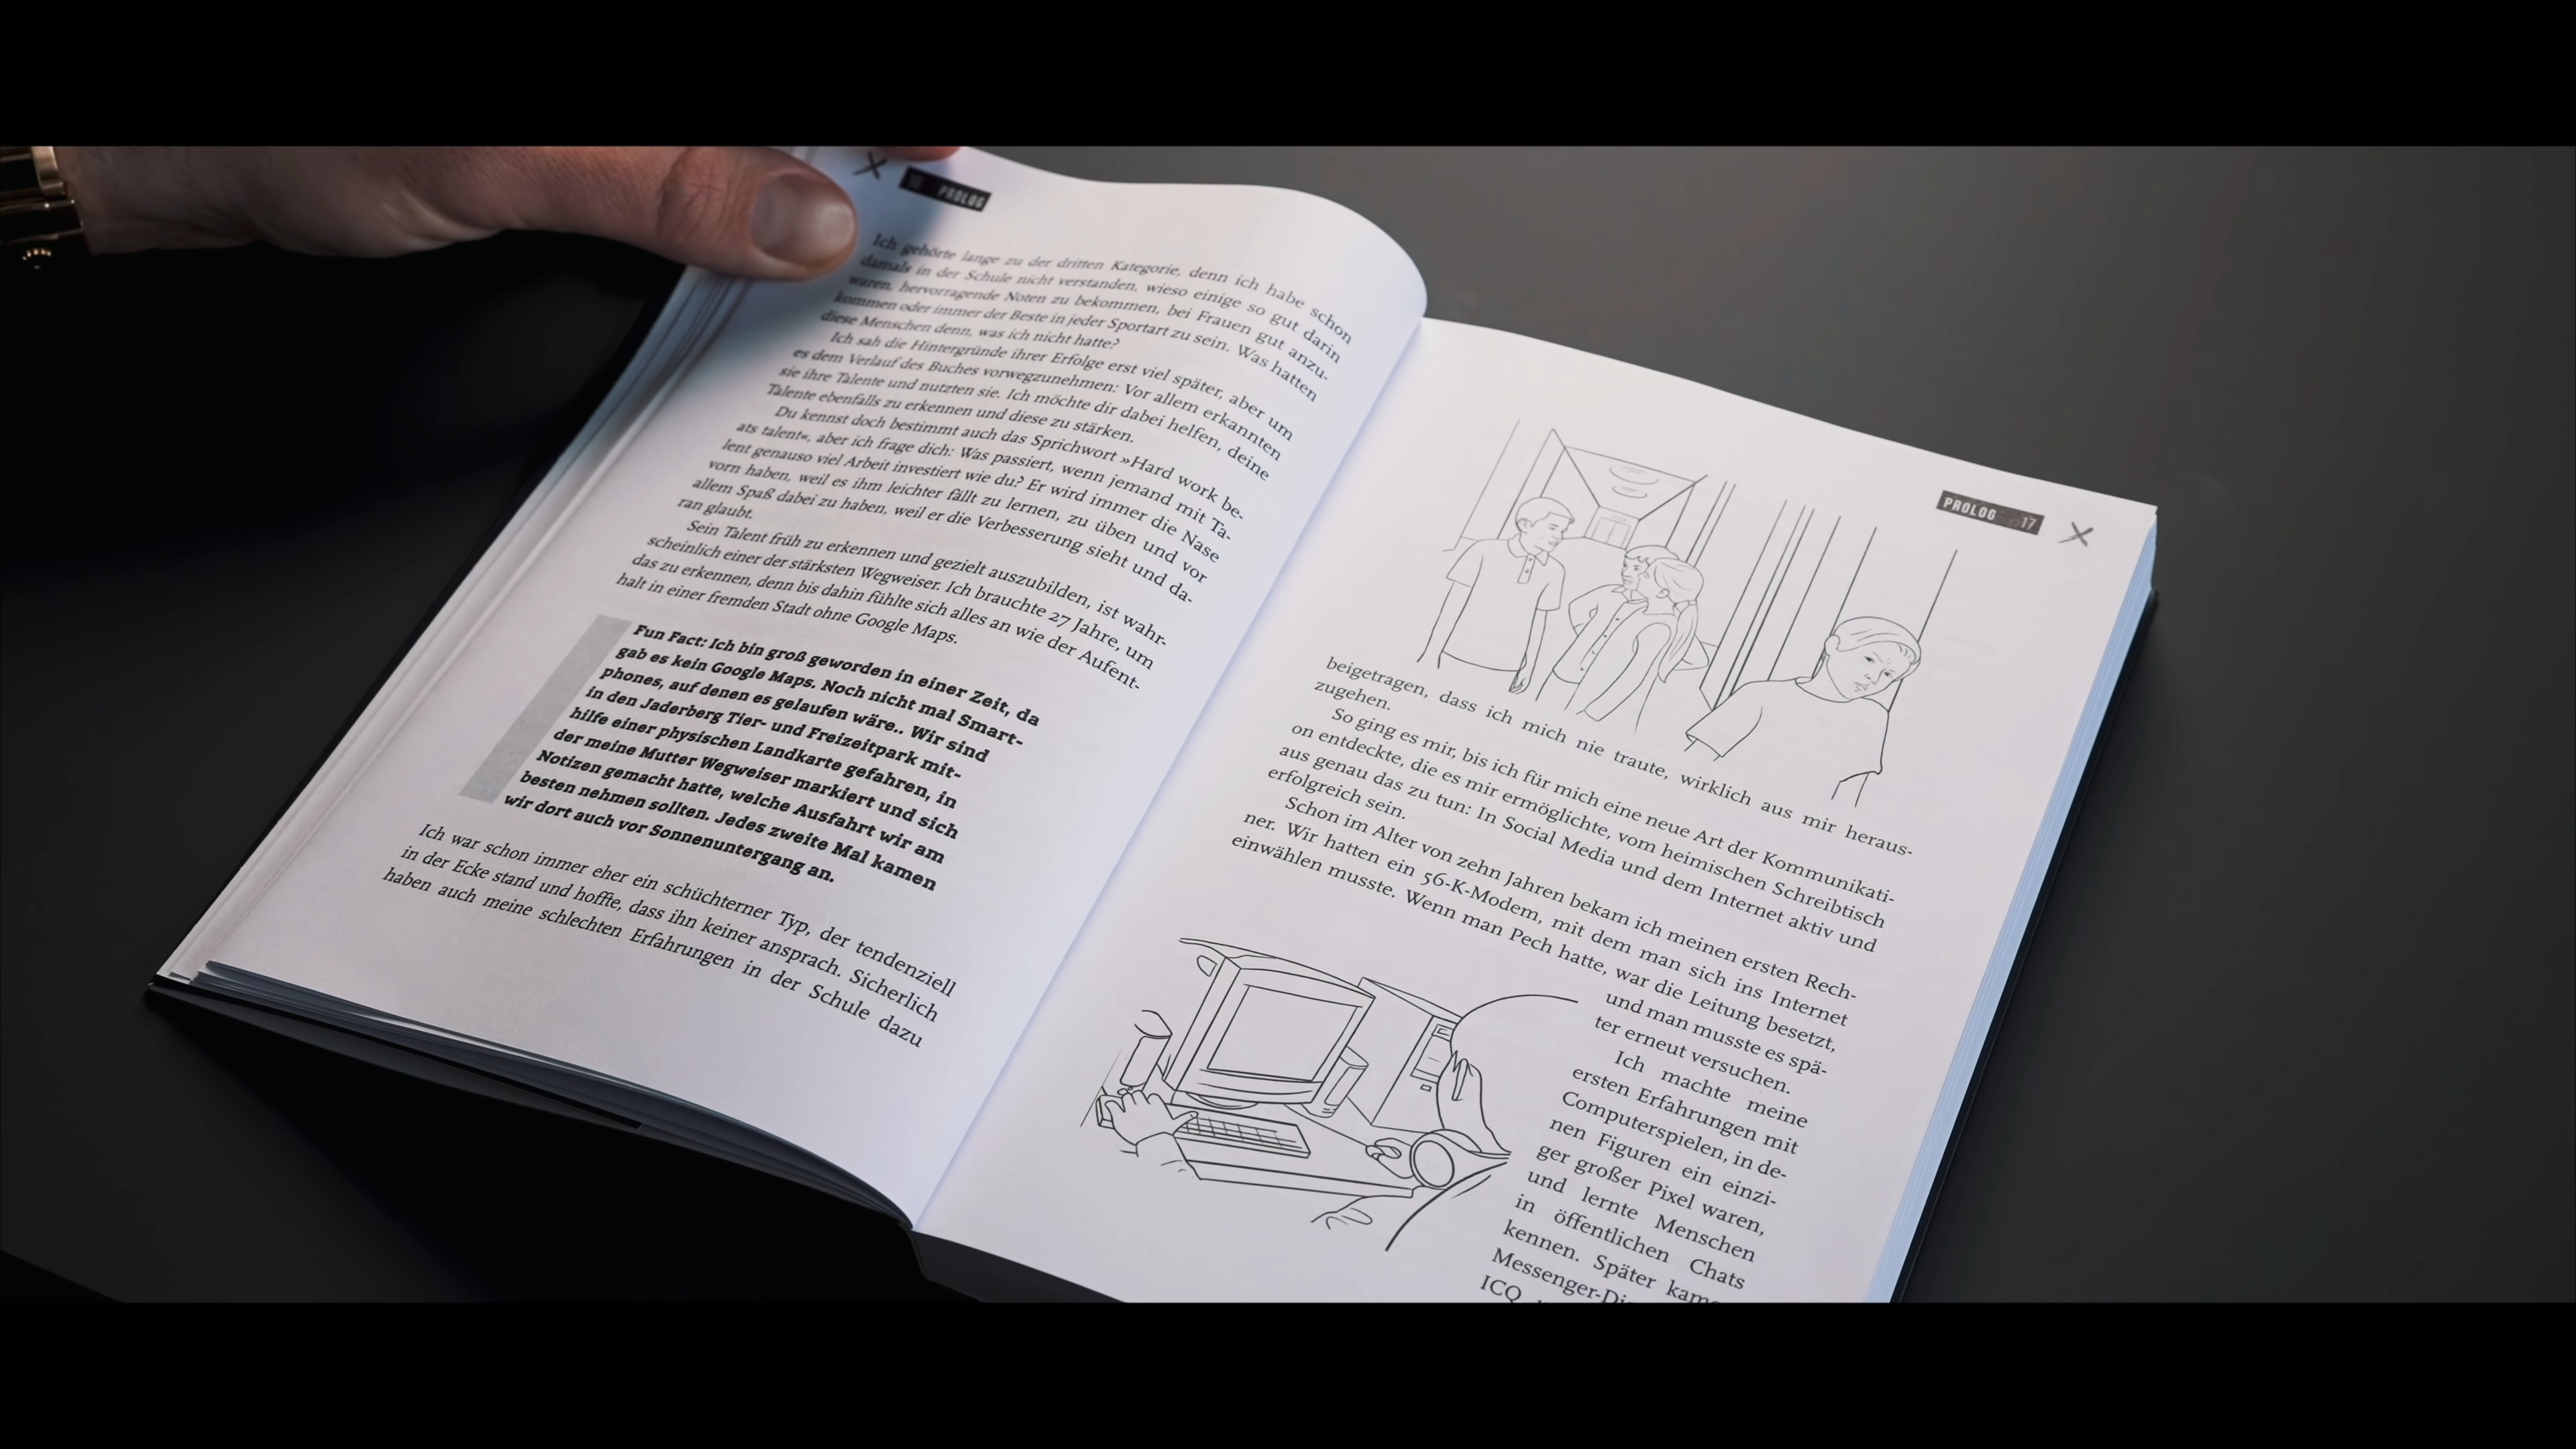 PROLOG
Ich gehörte lange zu der dritten Kategorie, denn ich habe schon
damals in der Schule nicht verstanden, wieso einige so gut darin
waren, hervorragende Noten zu bekommen, bei Frauen gut anzu-
kommen oder immer der Beste in jeder Sportart zu sein. Was hatten
diese Menschen denn, was ich nicht hatte?
Ich sah die Hintergründe ihrer Erfolge erst viel später, aber um
es dem Verlauf des Buches vorwegzunehmen: Vor allem erkannten
sie ihre Talente und nutzten sie. Ich möchte dir dabei helfen, deine
Talente ebenfalls zu erkennen und diese zu stärken.
Du kennst doch bestimmt auch das Sprichwort »Hard work be-
ats talent«, aber ich frage dich: Was passiert, wenn jemand mit Ta-
lent genauso viel Arbeit investiert wie du? Er wird immer die Nase
vorn haben, weil es ihm leichter fällt zu lernen, zu üben und vor
allem Spaß dabei zu haben, weil er die Verbesserung sieht und da-
ran glaubt.
Sein Talent früh zu erkennen und gezielt auszubilden, ist wahr-
scheinlich einer der stärksten Wegweiser. Ich brauchte 27 Jahre, um
das zu erkennen, denn bis dahin fühlte sich alles an wie der Aufent-
halt in einer fremden Stadt ohne Google Maps.
Fun Fact: Ich bin groß geworden in einer Zeit, da
gab es kein Google Maps. Noch nicht mal Smart-
phones, auf denen es gelaufen wäre.. Wir sind
in den Jaderberg Tier- und Freizeitpark mit-
hilfe einer physischen Landkarte gefahren, in
der meine Mutter Wegweiser markiert und sich
Notizen gemacht hatte, welche Ausfahrt wir am
besten nehmen sollten. Jedes zweite Mal kamen
wir dort auch vor Sonnenuntergang an.
Ich war schon immer eher ein schüchterner Typ, der tendenziell
in der Ecke stand und hoffte, dass ihn keiner ansprach. Sicherlich
haben auch meine schlechten Erfahrungen in der Schule dazu
PROLOG 17
beigetragen, dass ich mich nie traute, wirklich aus mir heraus-
zugehen.
So ging es mir, bis ich für mich eine neue Art der Kommunikati-
on entdeckte, die es mir ermöglichte, vom heimischen Schreibtisch
aus genau das zu tun: In Social Media und dem Internet aktiv und
erfolgreich sein.
Schon im Alter von zehn Jahren bekam ich meinen ersten Rech-
ner. Wir hatten ein 56-K-Modem, mit dem man sich ins Internet
einwählen musste. Wenn man Pech hatte, war die Leitung besetzt,
und man musste es spä-
ter erneut versuchen.
Ich machte meine
ersten Erfahrungen mit
Computerspielen, in de-
nen Figuren ein einzi-
ger großer Pixel waren,
und lernte Menschen
in öffentlichen Chats
kennen. Später kame
Messenger-Di
ICQ